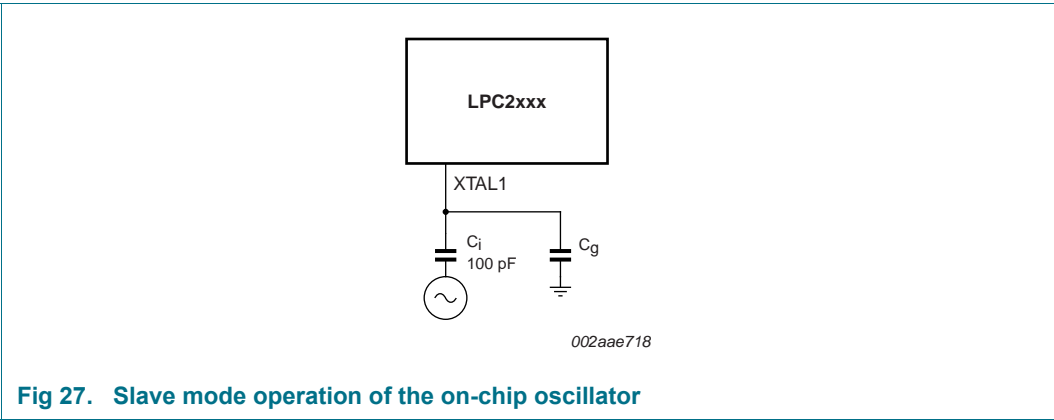 LPC2xxx
XTAL1
Ci
100 pF
Cg
002aae718
Fig 27. Slave mode operation of the on-chip oscillator